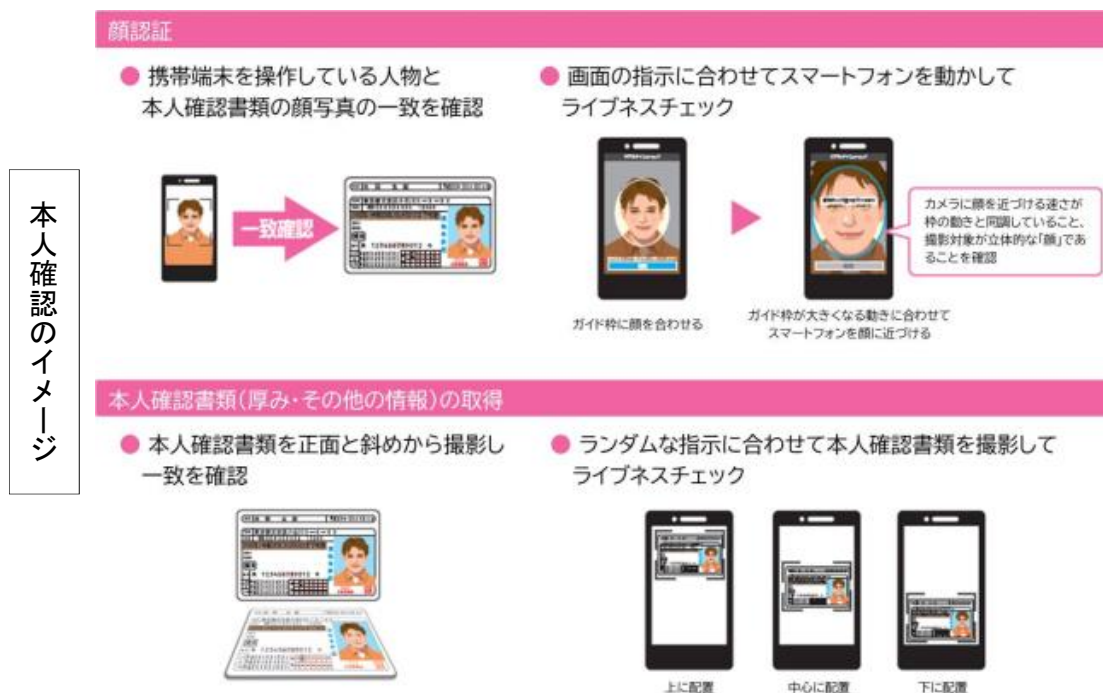 本人確認のイメージ
顔認証
● 携帯端末を操作している人物と
本人確認書類の顔写真の一致を確認
一致確認
● 画面の指示に合わせてスマートフォンを動かして
ライブネスチェック
ガイド枠に顔を合わせる
ガイド枠が大きくなる動きに合わせて
スマートフォンを顔に近づける
カメラに顔を近づける速さが
枠の動きと同調していること、
撮影対象が立体的な「顔」であ
ることを確認
本人確認書類(厚み・その他の情報)の取得
● 本人確認書類を正面と斜めから撮影し
一致を確認
● ランダムな指示に合わせて本人確認書類を撮影して
ライブネスチェック
上に配置
中心に配置
下に配置